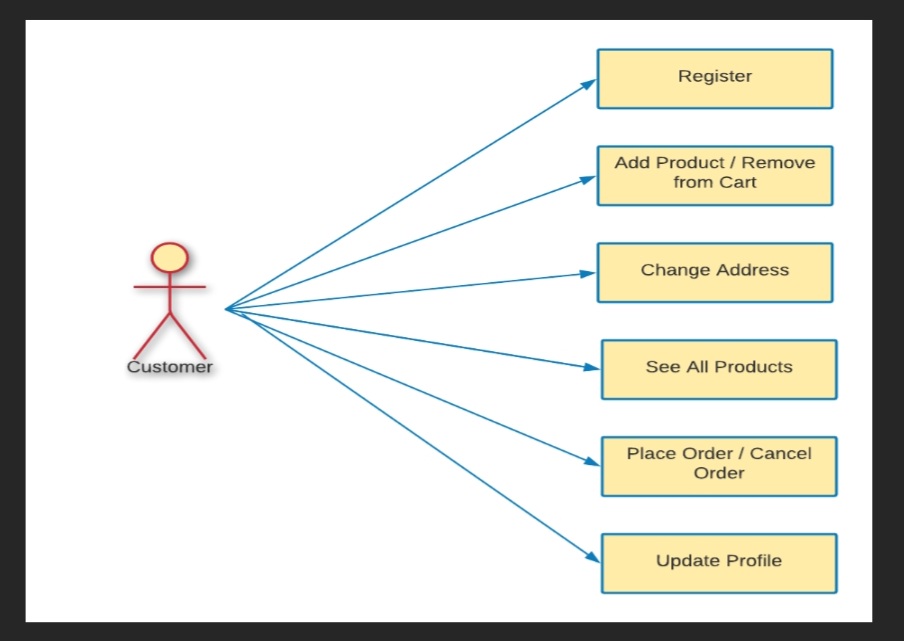 Register
Add Product / Remove
from Cart
Change Address
Customer
See All Products
Place Order / Cancel
Order
Update Profile